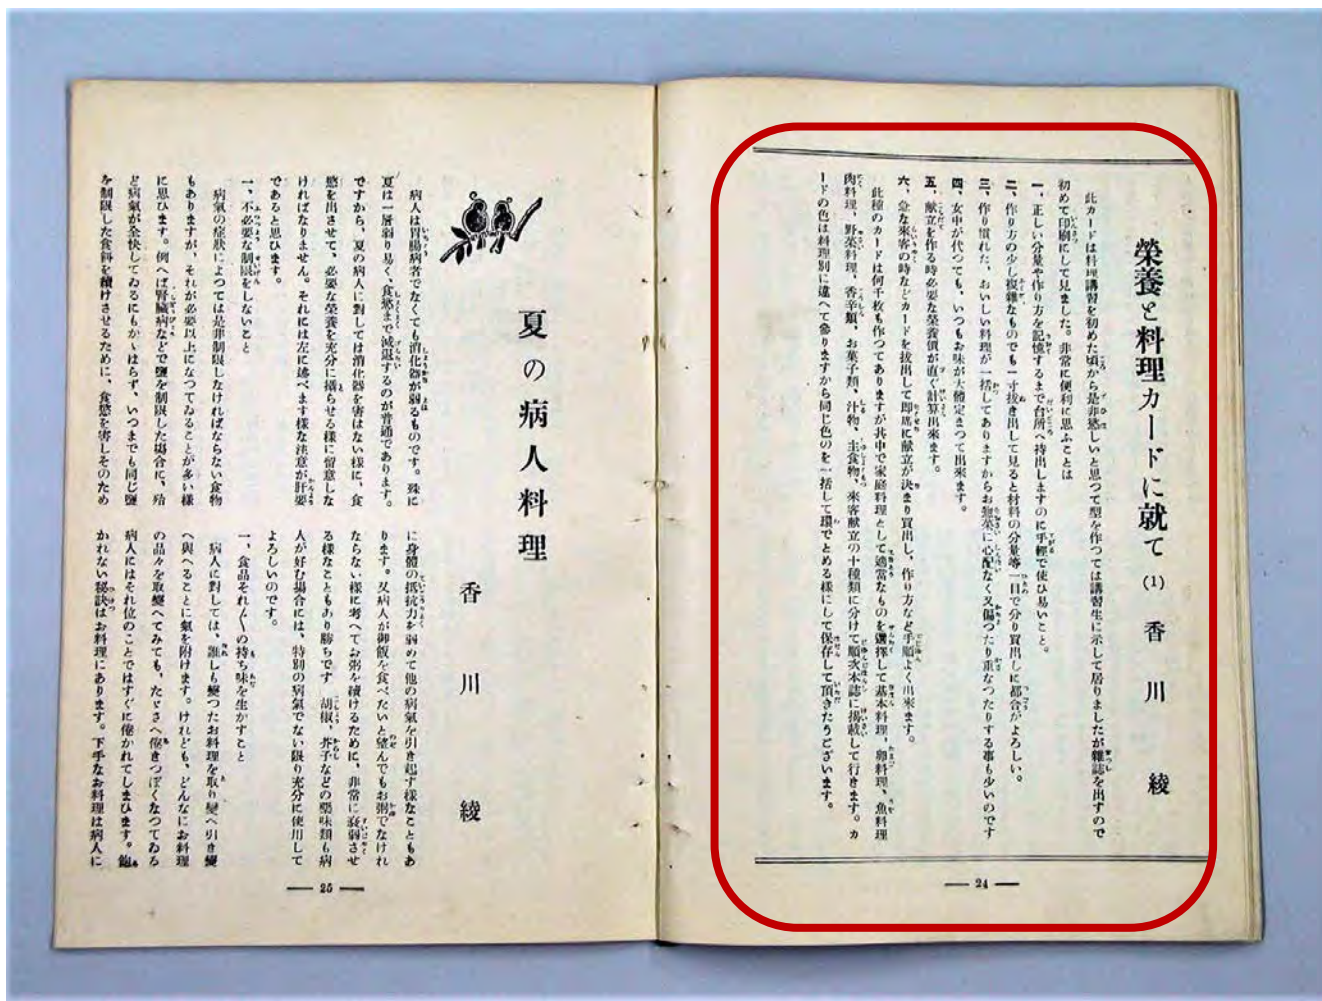 榮養と料理カードに就て (1) 香川 綾
此カードは料理講習を初めた頃から是非慾しいと思つて型を作つては講習生に示して居りましたが雜誌を出すので
初めて印刷にして見ました。非常に便利に思ふことは
一、正しい分量や作り方を記憶するまで台所へ持出しますのに手輕で使ひ易いこと。
二、作り方の少し複雜なものでも一寸拔き出して見ると材料の分量等一目で分り買出しに都合がよろしい。
三、作り慣れた、おいしい料理が一括してありますからお惣菜に心配なく又偏つたり重なつたりする事も少いのです
四、女中が代つても、いつもお味が大體定まつて出來ます。
五、献立を作る時必要な榮養價が直ぐ計算出來ます。
六、急な來客の時などカードを拔出して即席に献立が決まり買出し、作り方など手順よく出來ます。
此種のカードは何千枚も作つてありますが其中で家庭料理として適當なものを選擇して基本料理、卵料理、魚料理
肉料理、野菜料理、香辛類、お菓子類、汁物、主食物、來客献立の十種類に分けて順次本誌に掲載して行きます。カ
ードの色は料理別に違へて參りますから同じ色のを一括して環でとめる様にして保存して頂きたうございます。
— 24 —
夏の病人料理
香川 綾
病人は胃腸病者でなくても消化器が弱るものです。殊に
夏は一層弱り易く、食慾まで減退するのが普通であります。
ですから、夏の病人に對しては消化器を害はない様に、食
慾を出させて、必要な榮養を充分に攝らせる様に留意しな
ければなりません。それには左に述べます様な注意が肝要
であると思ひます。
一、不必要な制限をしないこと
病氣の症狀によつては是非制限しなければならない食物
もありますが、それが必要以上になつてゐることが多い様
に思ひます。例へば腎臟病などで鹽を制限した場合に、殆
ど病氣が全快してゐるにもかゝはらず、いつまでも同じ鹽
を制限した食餌を續けさせるために、食慾を害しそのため
に身體の抵抗力を弱めて他の病氣を引き起す様なこともあ
ります。又病人が御飯を食べたいと望んでもお粥でなけれ
ならない様に考へてお粥を續けるために、非常に衰弱させ
る様なこともあり勝ちです 胡椒、芥子などの藥味類も病
人が好む場合には、特別の病氣でない限り充分に使用して
よろしいのです。
一、食品それ〲の持ち味を生かすこと
病人に對しては、誰しも變つたお料理を取り變へ引き變
へ與へることに氣を附けます。けれども、どんなにお料理
の品々を取變へてみても、たゞさへ倦きつぽくなつてゐる
病人にはそれ位のことではすぐに倦かれてしまひます。飽
かれない秘訣はお料理にあります。下手なお料理は病人に
— 25 —